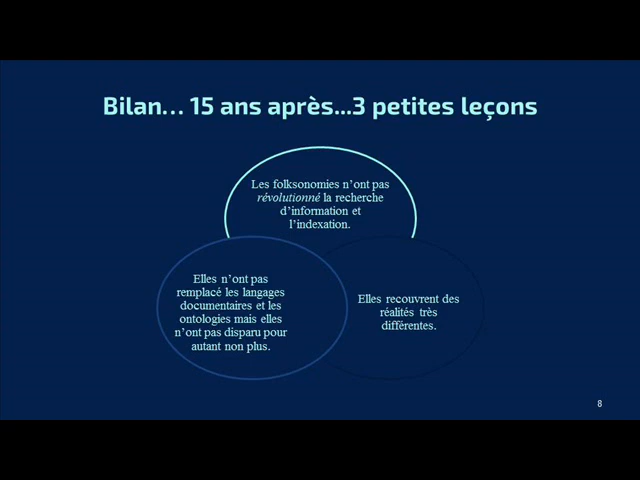 Bilan… 15 ans après...3 petites leçons
Les folksonomies n’ont pas
révolutionné la recherche
d’information et
l’indexation.
Elles n’ont pas
remplacé les langages
documentaires et les
ontologies mais elles
n’ont pas disparu pour
autant non plus.
Elles recouvrent des
réalités très
différentes.
8